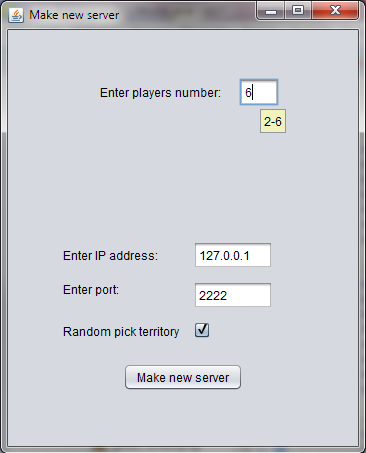 Make new server
Enter players number: 6
2-6
Enter IP address: 127.0.0.1
Enter port: 2222
Random pick territory
Make new server